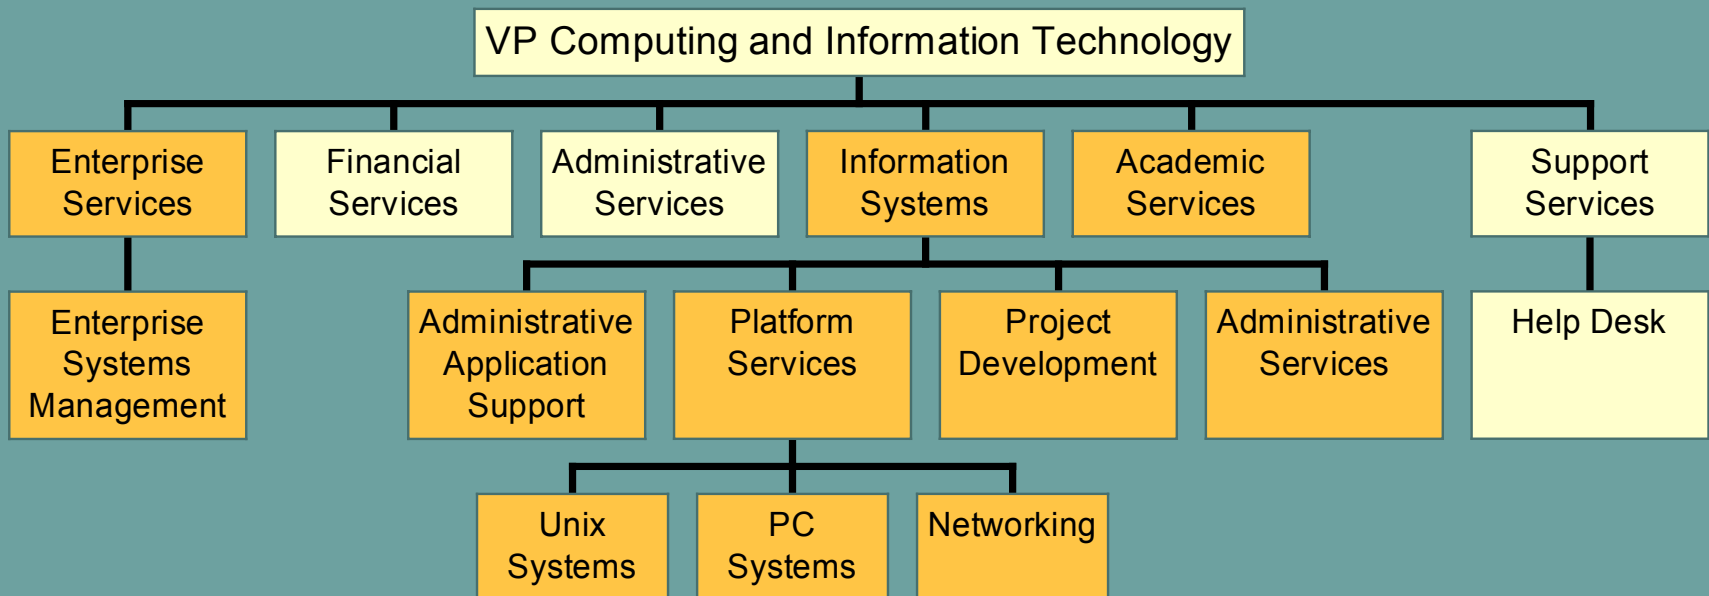 VP Computing and Information Technology
Enterprise
Services
Financial
Services
Administrative
Services
Information
Systems
Academic
Services
Support
Services
Enterprise
Systems
Management
Administrative
Application
Support
Platform
Services
Project
Development
Administrative
Services
Help Desk
Unix
Systems
PC
Systems
Networking